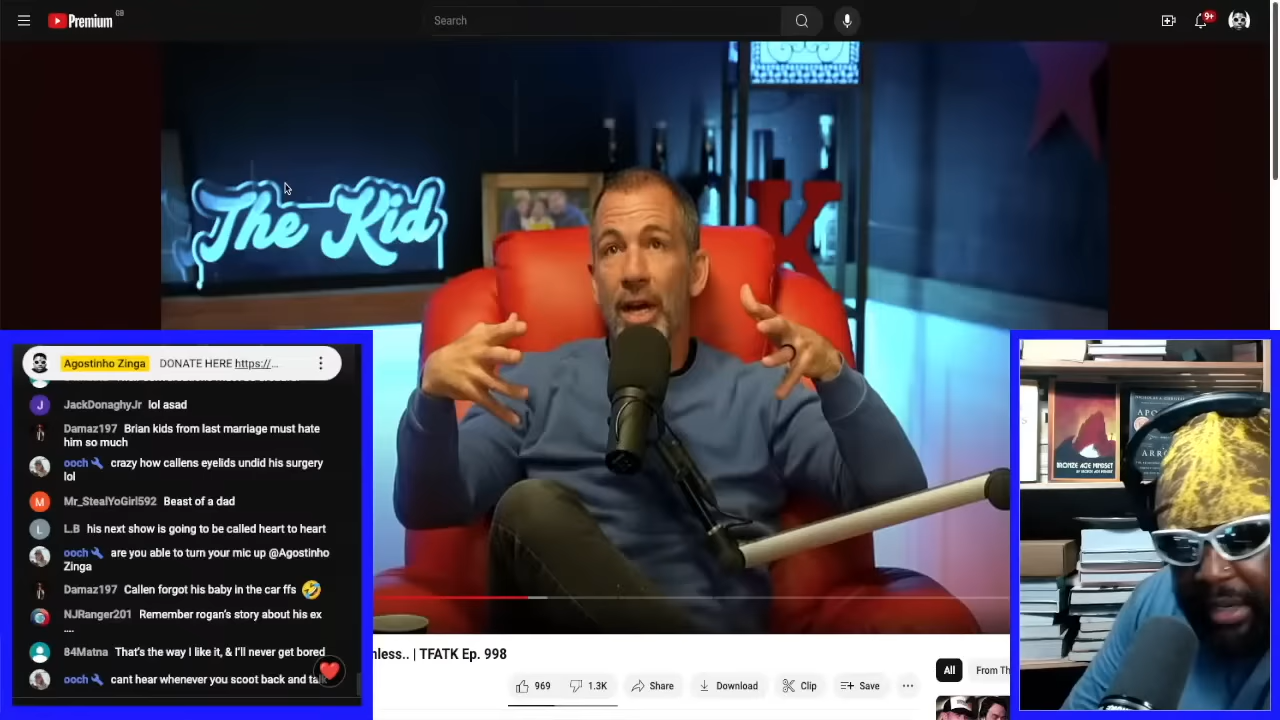 Premium GB
Search
9+
The Kid
K
Agostinho Zinga DONATE HERE https://...
JackDonaghyJr lol asad
Damaz197 Brian kids from last marriage must hate
him so much
ooch crazy how callens eyelids undid his surgery
lol
Mr_StealYoGirl592 Beast of a dad
L.B his next show is going to be called heart to heart
ooch are you able to turn your mic up @Agostinho
Zinga
Damaz197 Callen forgot his baby in the car ffs
NJRanger201 Remember rogan's story about his ex
....
84Matna That's the way I like it, & I'll never get bored
ooch cant hear whenever you scoot back and talk
BRONZE AGE MINDSET
nless.. | TFATK Ep. 998
969
1.3K
Share
Download
Clip
Save
All
From Th